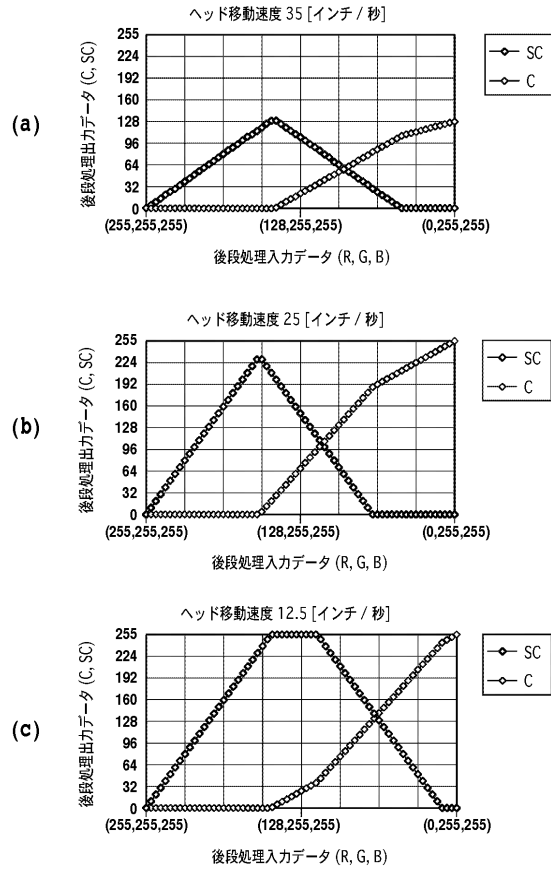 ヘッド移動速度 35 [インチ / 秒]
(a)
後段処理出力データ (C, SC)
255
224
192
160
128
96
64
32
0
(255,255,255)
(128,255,255)
(0,255,255)
後段処理入力データ (R, G, B)
SC
C
ヘッド移動速度 25 [インチ / 秒]
(b)
後段処理出力データ (C, SC)
255
224
192
160
128
96
64
32
0
(255,255,255)
(128,255,255)
(0,255,255)
後段処理入力データ (R, G, B)
SC
C
ヘッド移動速度 12.5 [インチ / 秒]
(c)
後段処理出力データ (C, SC)
255
224
192
160
128
96
64
32
0
(255,255,255)
(128,255,255)
(0,255,255)
後段処理入力データ (R, G, B)
SC
C